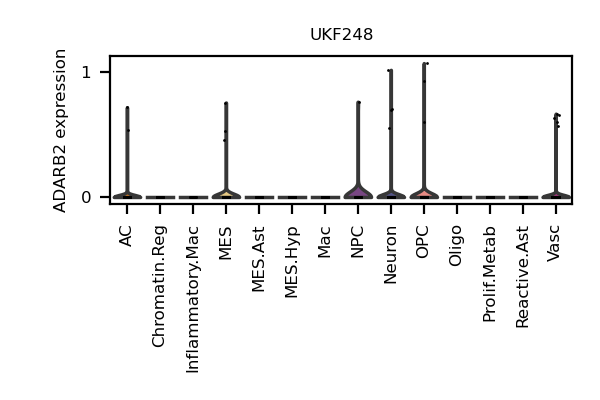 UKF248
ADARB2 expression
1
0
AC
Chromatin.Reg
Inflammatory.Mac
MES
MES.Ast
MES.Hyp
Mac
NPC
Neuron
OPC
Oligo
Prolif.Metab
Reactive.Ast
Vasc